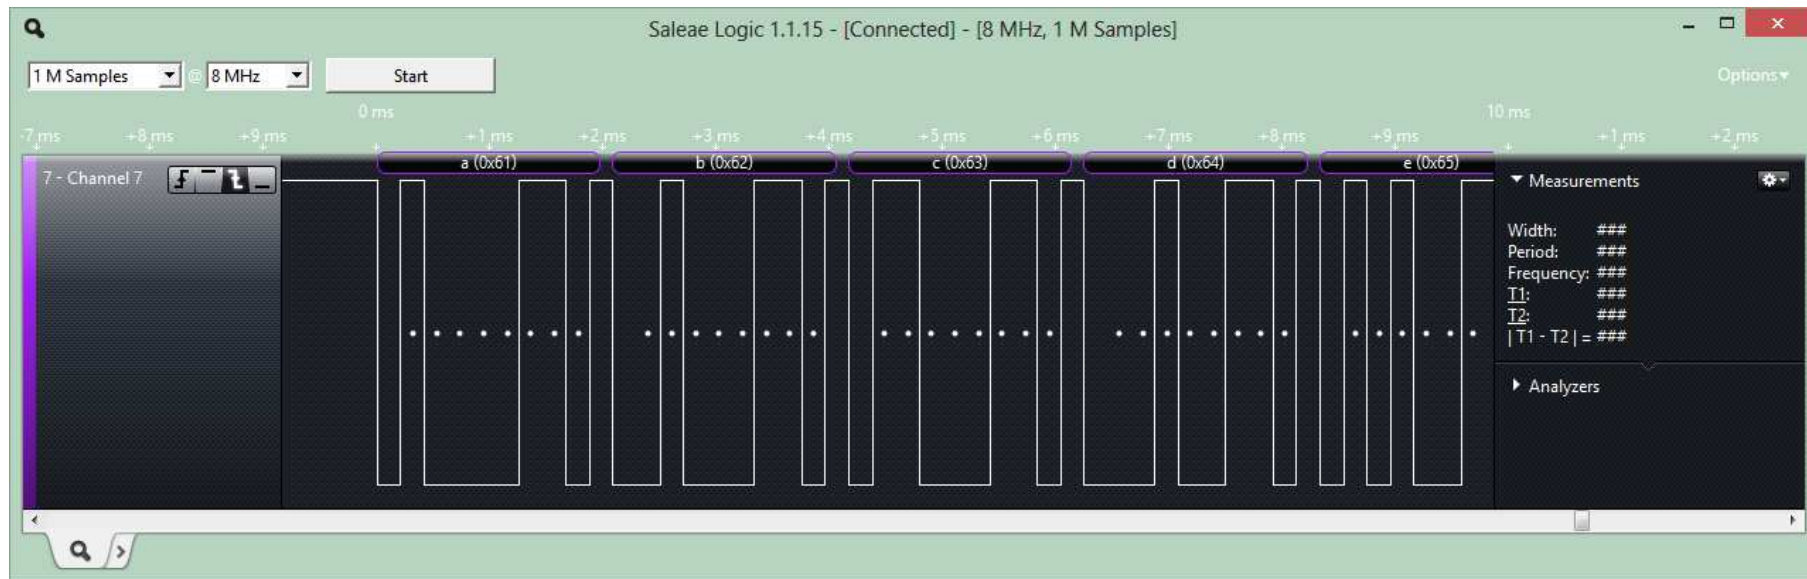 Saleae Logic 1.1.15 - [Connected] - [8 MHz, 1 M Samples]
1 M Samples @ 8 MHz Start Options
0 ms 10 ms
-7 ms +8 ms +9 ms +1 ms +2 ms +3 ms +4 ms +5 ms +6 ms +7 ms +8 ms +9 ms +1 ms +2 ms
a (0x61) b (0x62) c (0x63) d (0x64) e (0x65)
7 - Channel 7
Measurements
Width: ###
Period: ###
Frequency: ###
T1: ###
T2: ###
| T1 - T2 | = ###
Analyzers